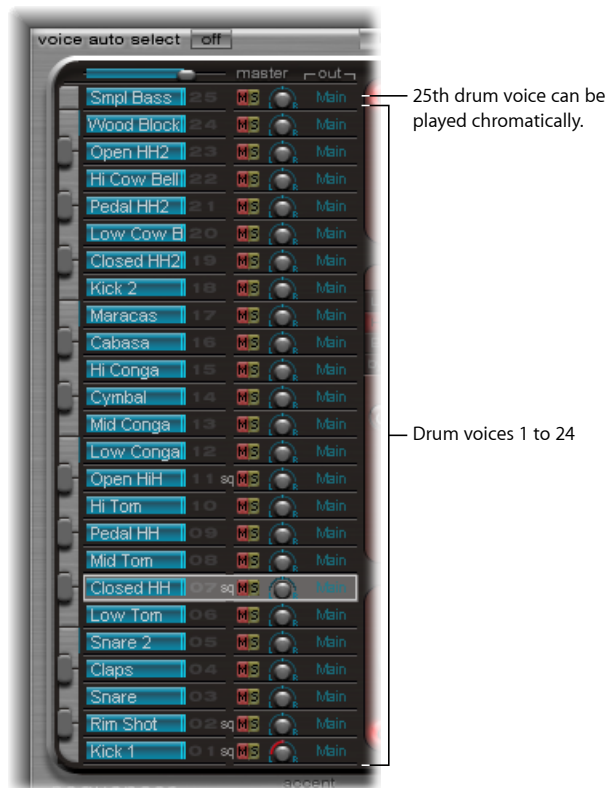 voice auto select off
master out
Smpl Bass 25 M S Main
25th drum voice can be
played chromatically.
Wood Block 24 M S Main
Open HH2 23 M S Main
Hi Cow Bell 22 M S Main
Pedal HH2 21 M S Main
Low Cow B 20 M S Main
Closed HH2 19 M S Main
Kick 2 18 M S Main
Maracas 17 M S Main
Cabasa 16 M S Main
Hi Conga 15 M S Main
Cymbal 14 M S Main
Mid Conga 13 M S Main
Drum voices 1 to 24
Low Conga 12 M S Main
Open HiH 11 sq M S Main
Hi Tom 10 M S Main
Pedal HH 09 M S Main
Mid Tom 08 M S Main
Closed HH 07 sq M S Main
Low Tom 06 M S Main
Snare 2 05 M S Main
Claps 04 M S Main
Snare 03 M S Main
Rim Shot 02 sq M S Main
Kick 1 01 sq M S Main
accent